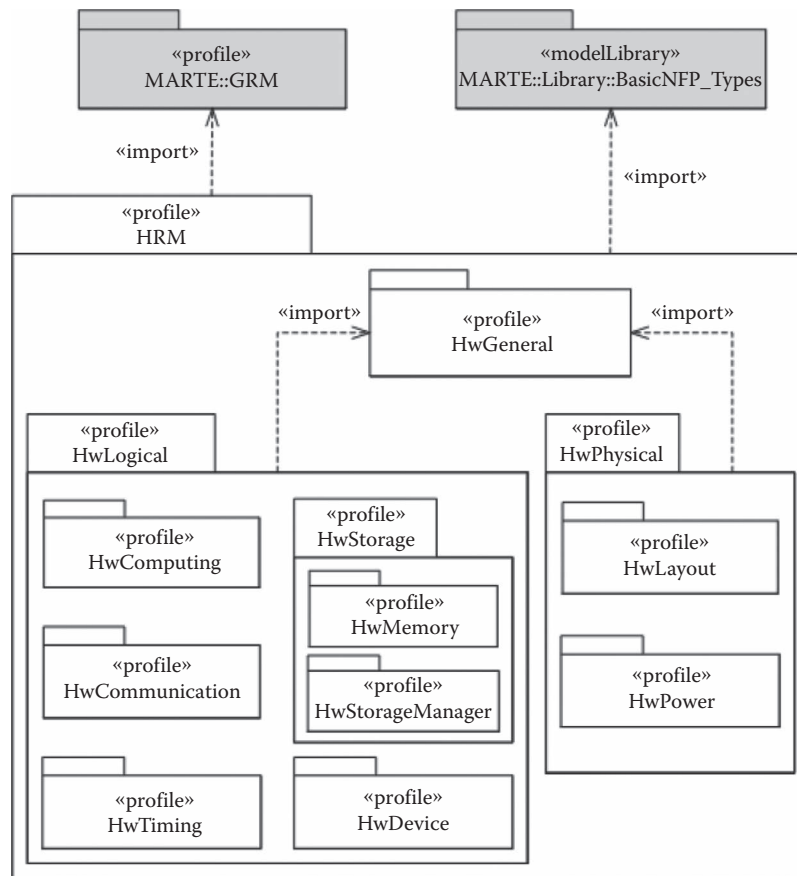 «profile»
MARTE::GRM
«modelLibrary»
MARTE::Library::BasicNFP_Types
«import»
«import»
«profile»
HRM
«import»
«profile»
HwGeneral
«import»
«profile»
HwLogical
«profile»
HwPhysical
«profile»
HwComputing
«profile»
HwStorage
«profile»
HwMemory
«profile»
HwLayout
«profile»
HwCommunication
«profile»
HwStorageManager
«profile»
HwPower
«profile»
HwTiming
«profile»
HwDevice